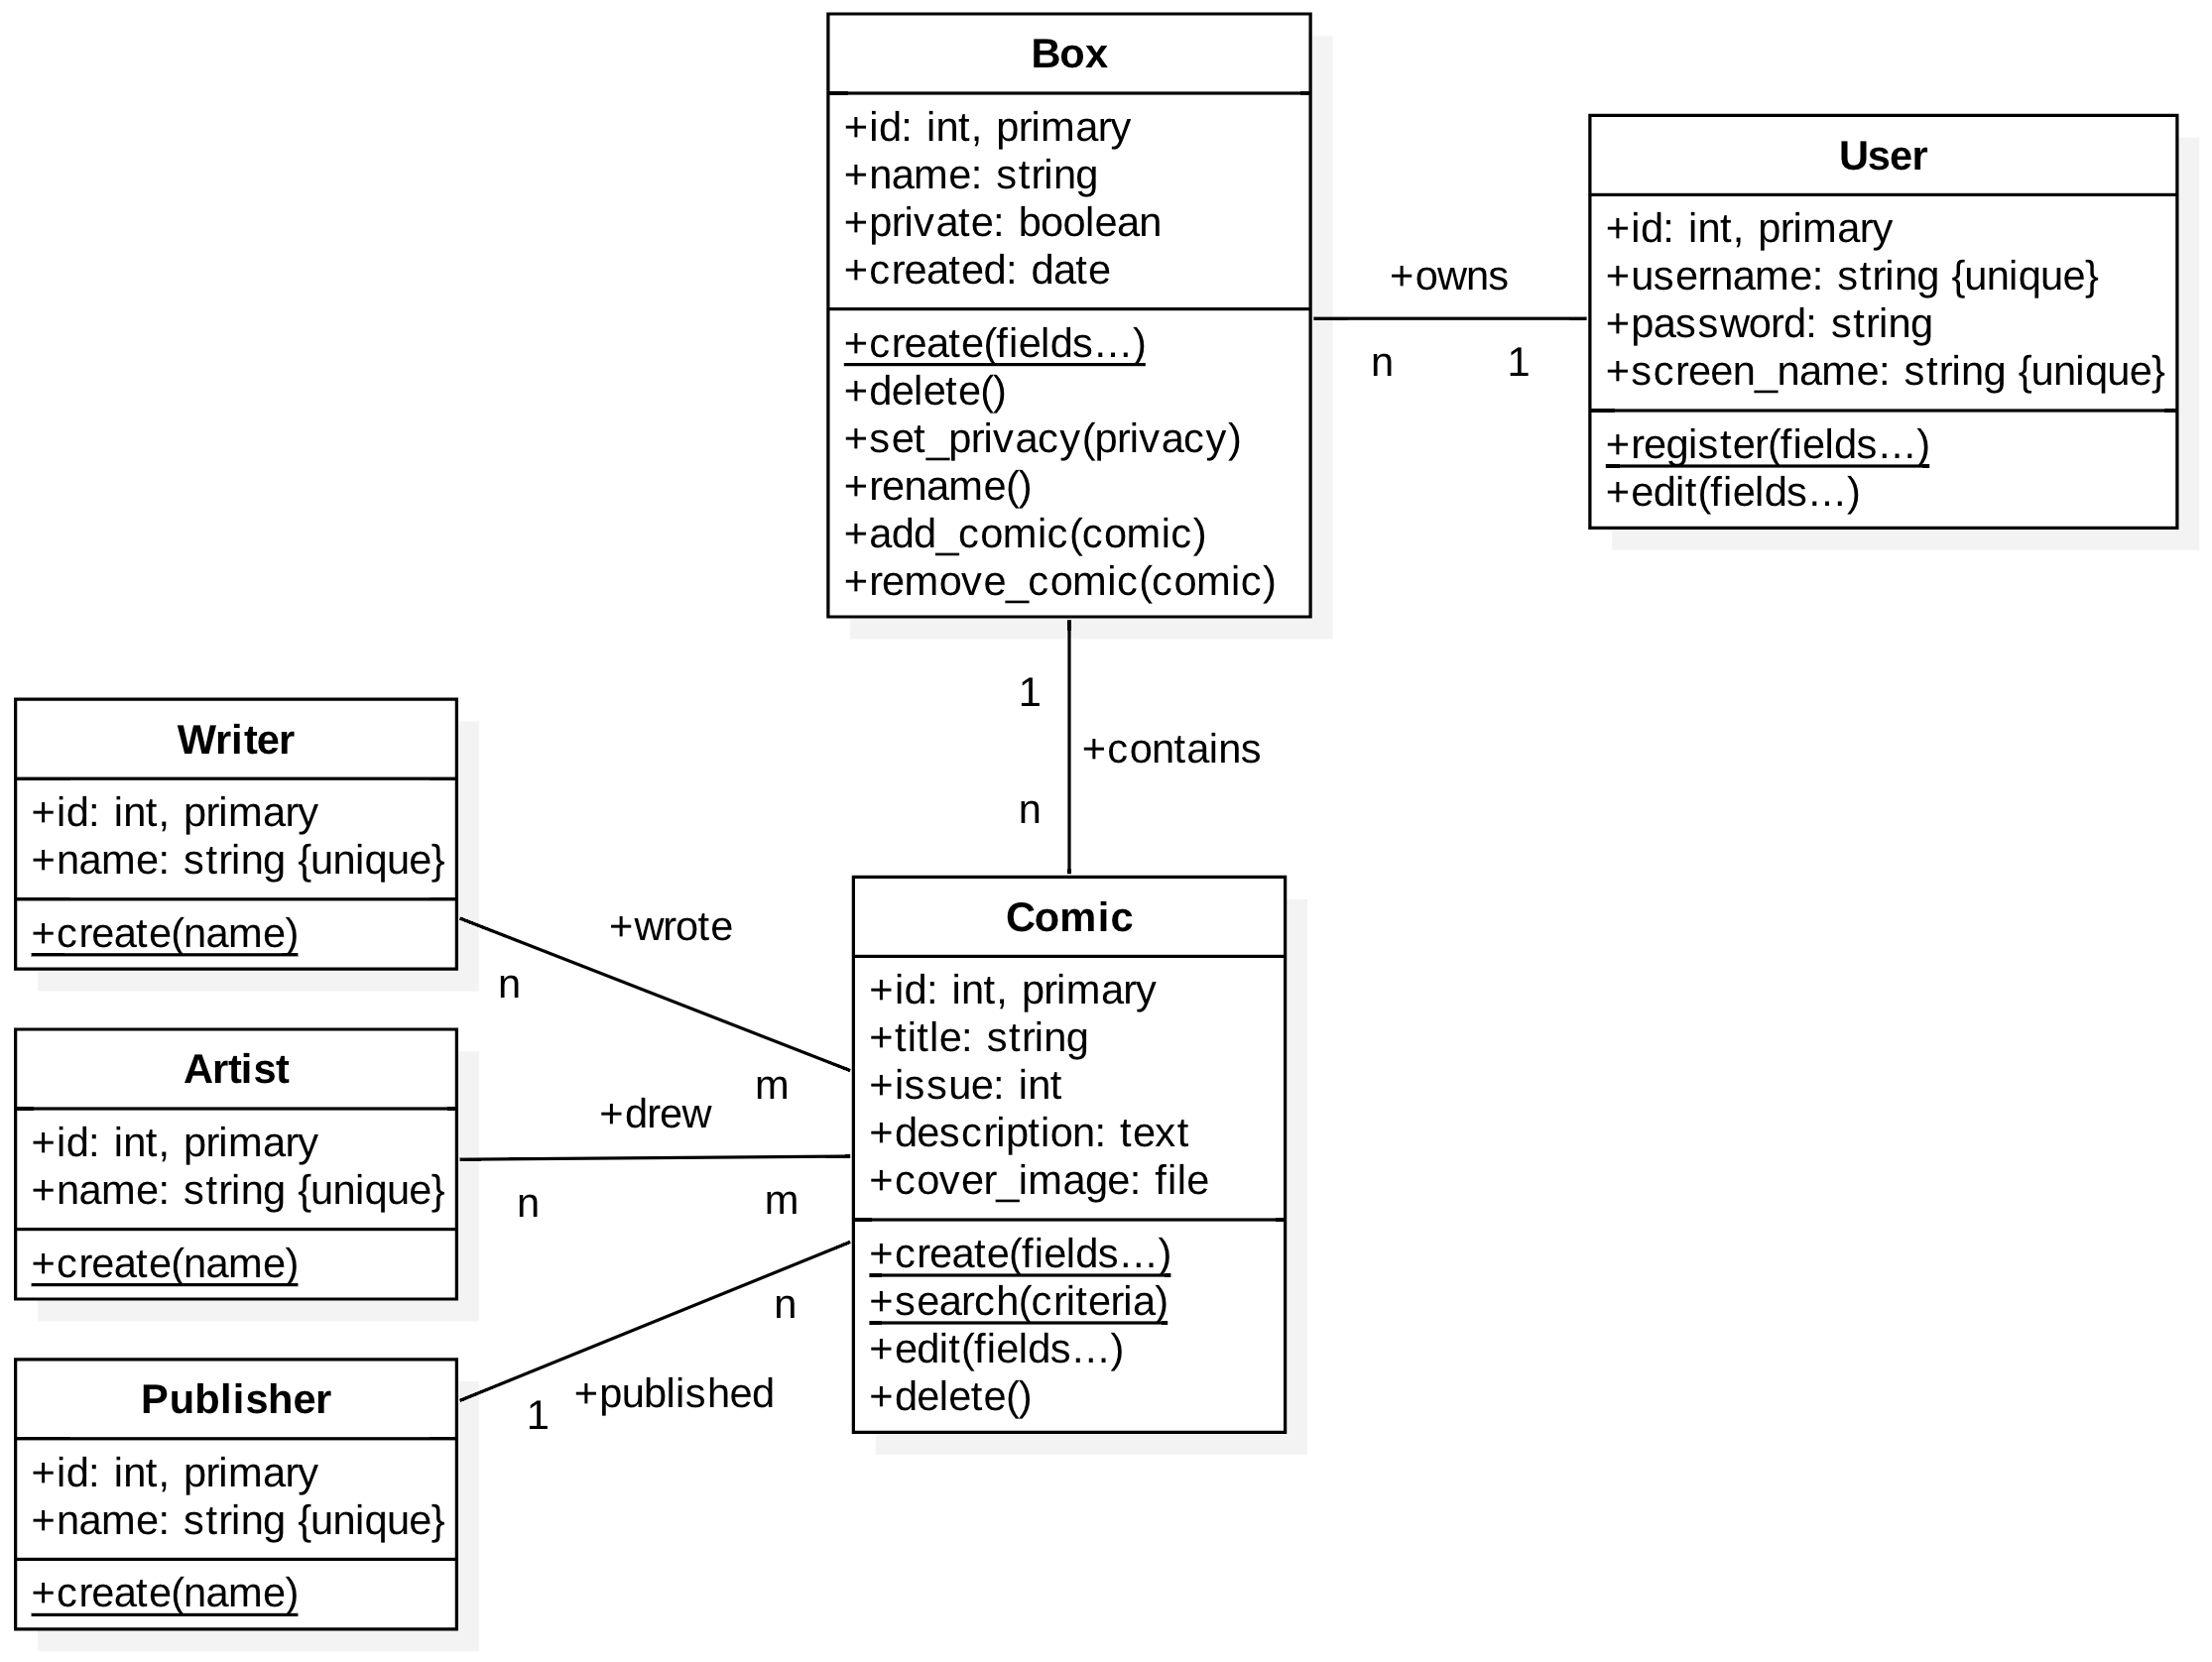 Box
+id: int, primary
+name: string
+private: boolean
+created: date
+create(fields...)
+delete()
+set_privacy(privacy)
+rename()
+add_comic(comic)
+remove_comic(comic)
+owns
n
1
User
+id: int, primary
+username: string {unique}
+password: string
+screen_name: string {unique}
+register(fields...)
+edit(fields...)
1
+contains
n
Writer
+id: int, primary
+name: string {unique}
+create(name)
+wrote
n
m
Artist
+id: int, primary
+name: string {unique}
+create(name)
+drew
n
m
Publisher
+id: int, primary
+name: string {unique}
+create(name)
n
+published
1
Comic
+id: int, primary
+title: string
+issue: int
+description: text
+cover_image: file
+create(fields...)
+search(criteria)
+edit(fields...)
+delete()